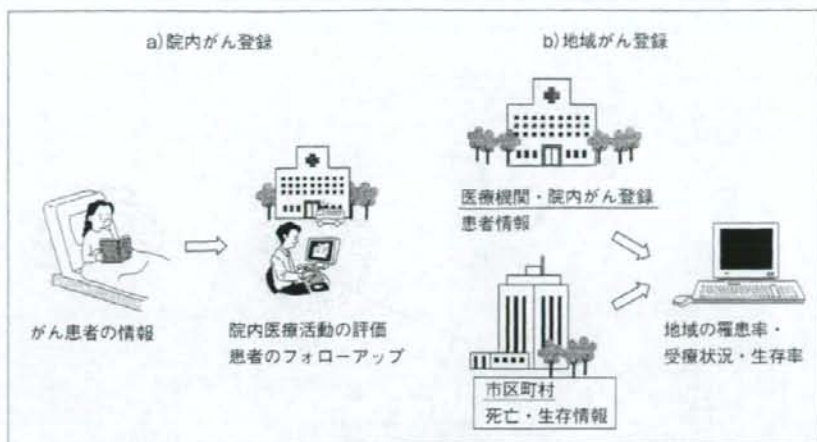 a)院内がん登録
がん患者の情報
院内医療活動の評価
患者のフォローアップ
b)地域がん登録
医療機関・院内がん登録
患者情報
市区町村
死亡・生存情報
地域の罹患率・
受療状況・生存率